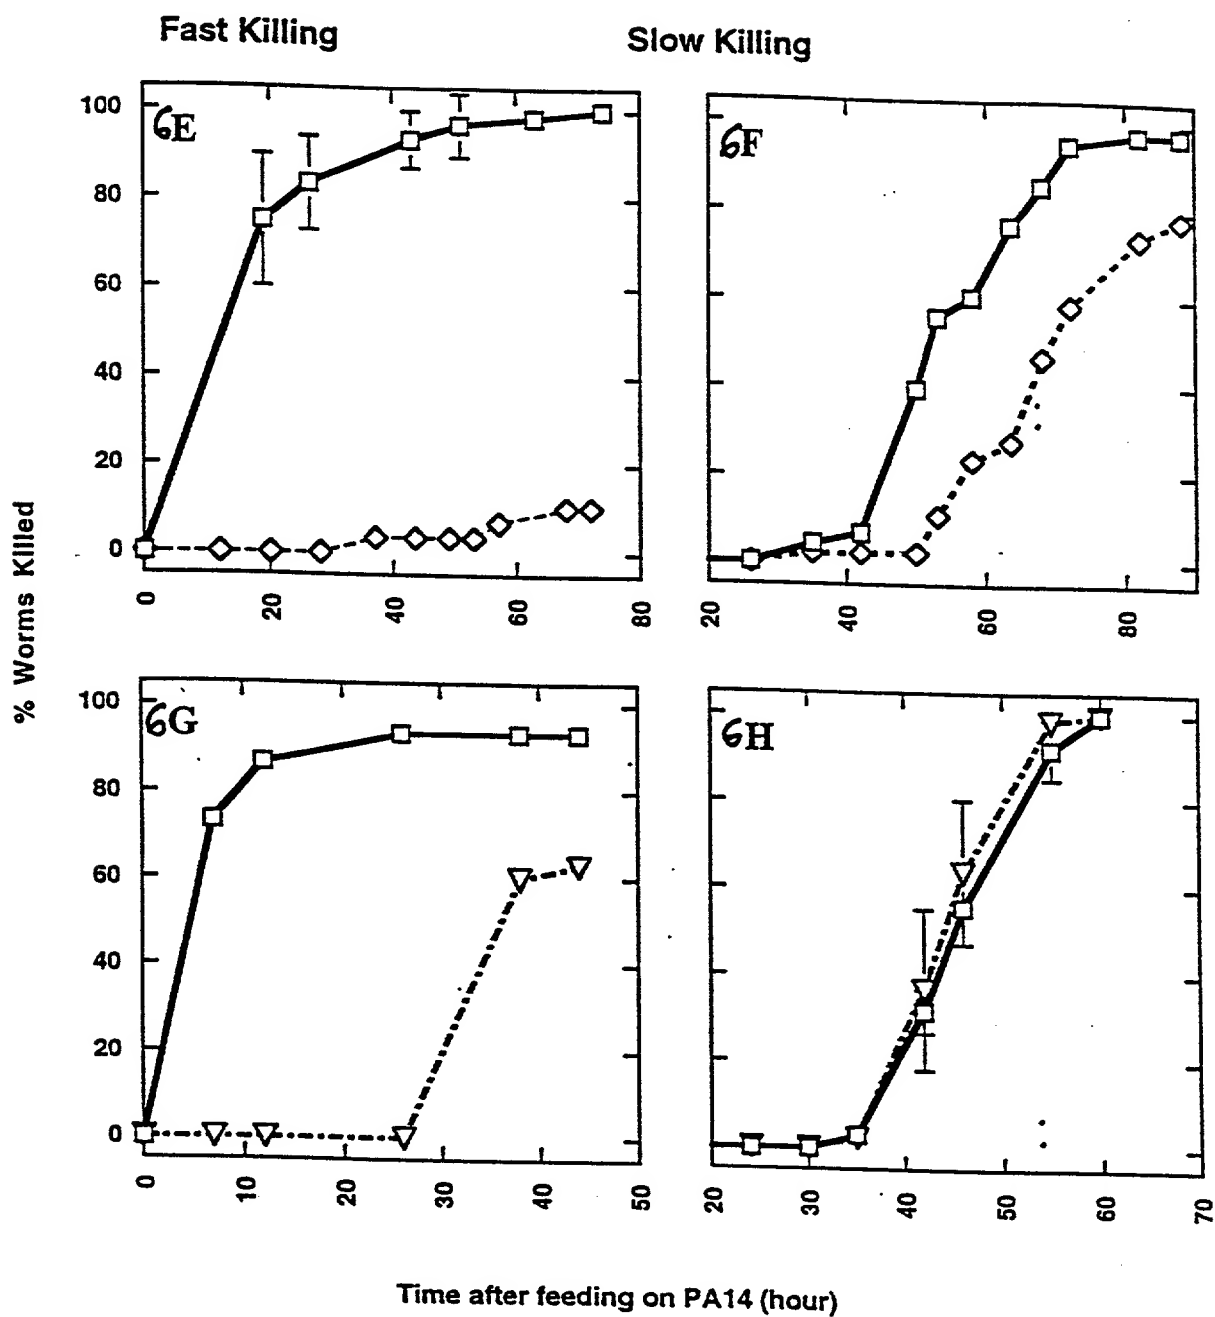 Fast Killing
Slow Killing
% Worms Killed
6E
100
80
60
40
20
0
0 20 40 60 80
6F
20 40 60 80
6G
100
80
60
40
20
0
0 10 20 30 40 50
6H
20 30 40 50 60 70
Time after feeding on PA14 (hour)